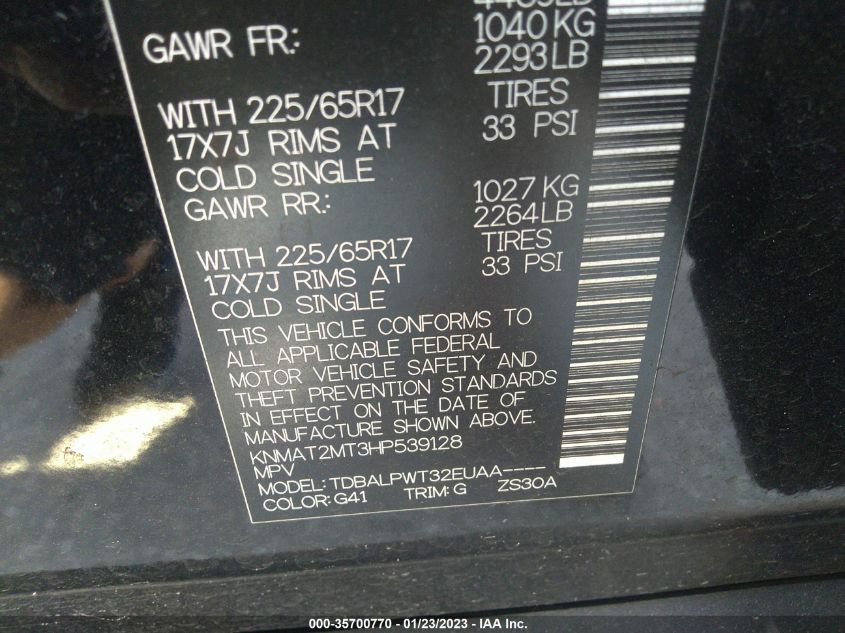 1040 KG
GAWR FR: 2293 LB
WITH 225/65R17 TIRES
17X7J RIMS AT 33 PSI
COLD SINGLE
1027 KG
GAWR RR: 2264 LB
WITH 225/65R17 TIRES
17X7J RIMS AT 33 PSI
COLD SINGLE
THIS VEHICLE CONFORMS TO
ALL APPLICABLE FEDERAL
MOTOR VEHICLE SAFETY AND
THEFT PREVENTION STANDARDS
IN EFFECT ON THE DATE OF
MANUFACTURE SHOWN ABOVE.
KNMAT2MT3HP539128
MPV
MODEL: TDBALPWT32EUAA----
COLOR: G41 TRIM: G ZS30A
000-35700770 - 01/23/2023 - IAA Inc.